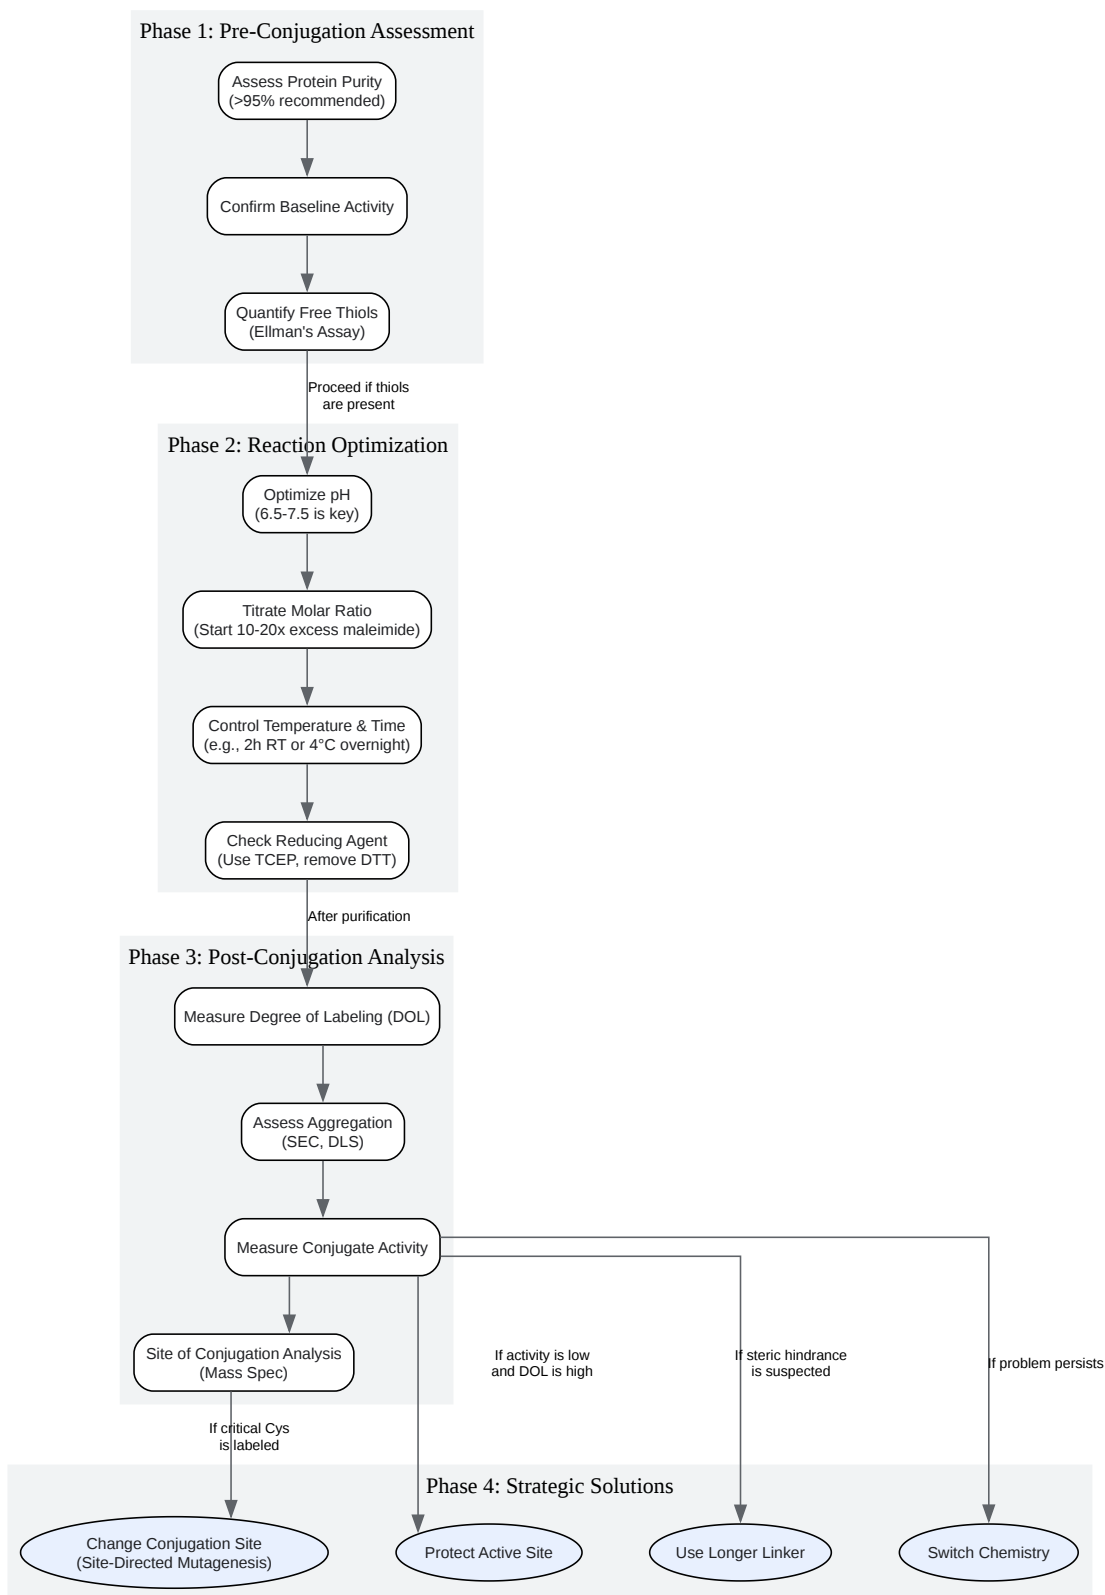 Phase 1: Pre-Conjugation Assessment
Assess Protein Purity
(>95% recommended)
Confirm Baseline Activity
Quantify Free Thiols
(Ellman's Assay)
Proceed if thiols
are present
Phase 2: Reaction Optimization
Optimize pH
(6.5-7.5 is key)
Titrate Molar Ratio
(Start 10-20x excess maleimide)
Control Temperature & Time
(e.g., 2h RT or 4°C overnight)
Check Reducing Agent
(Use TCEP, remove DTT)
After purification
Phase 3: Post-Conjugation Analysis
Measure Degree of Labeling (DOL)
Assess Aggregation
(SEC, DLS)
Measure Conjugate Activity
Site of Conjugation Analysis
(Mass Spec)
If activity is low
and DOL is high
If steric hindrance
is suspected
If problem persists
If critical Cys
is labeled
Phase 4: Strategic Solutions
Change Conjugation Site
(Site-Directed Mutagenesis)
Protect Active Site
Use Longer Linker
Switch Chemistry